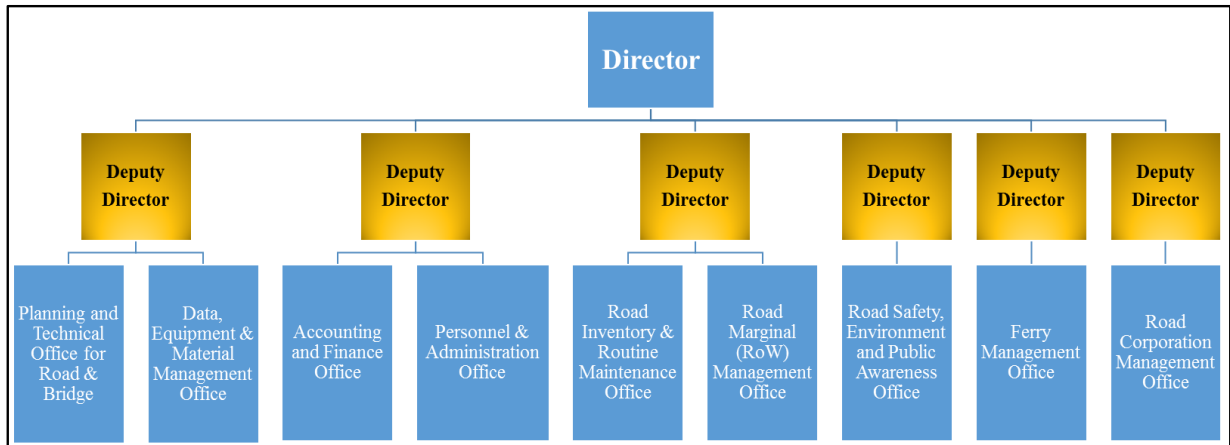 Director
Deputy
Director
Deputy
Director
Deputy
Director
Deputy
Director
Deputy
Director
Deputy
Director
Planning and
Technical
Office for
Road &
Bridge
Data,
Equipment &
Material
Management
Office
Accounting
and Finance
Office
Personnel &
Administration
Office
Road
Inventory &
Routine
Maintenance
Office
Road
Marginal
(RoW)
Management
Office
Road Safety,
Environment
and Public
Awareness Office
Ferry
Management
Office
Road
Corporation
Management
Office